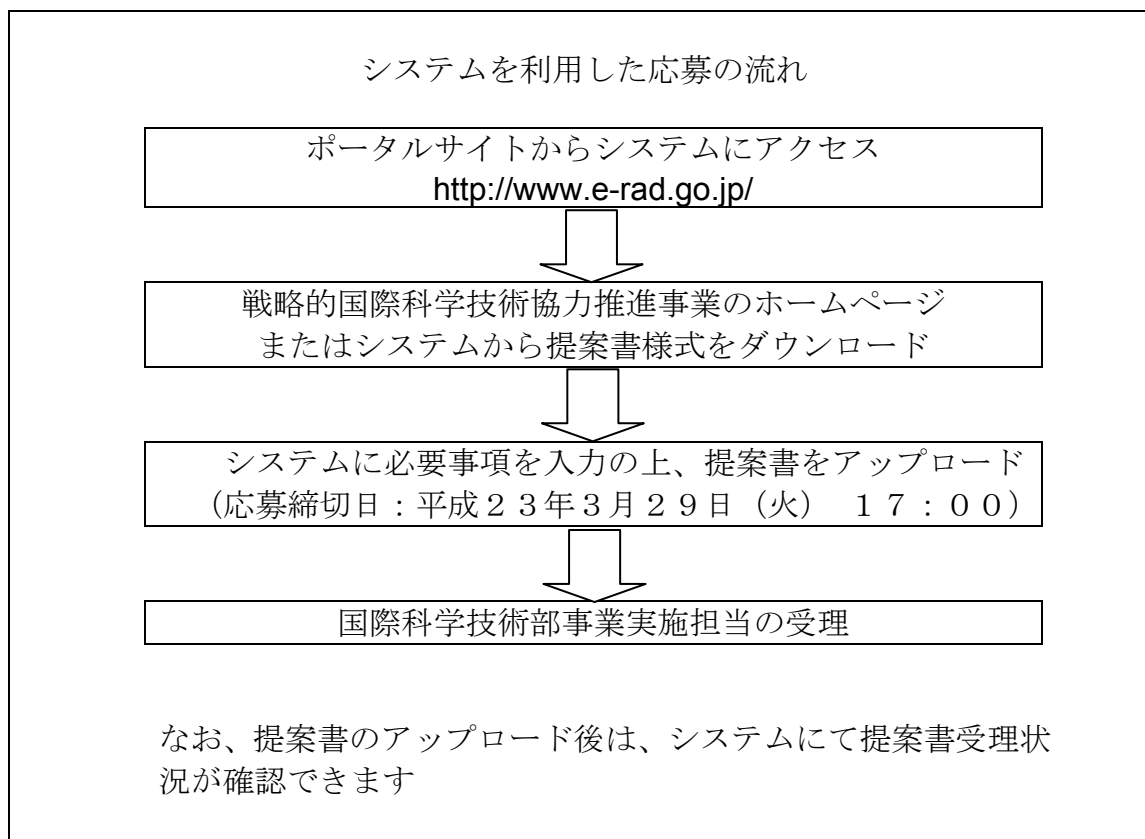 システムを利用した応募の流れ
ポータルサイトからシステムにアクセス
http://www.e-rad.go.jp/
戦略的国際科学技術協力推進事業のホームページ
またはシステムから提案書様式をダウンロード
システムに必要事項を入力の上、提案書をアップロード
（応募締切日：平成２３年３月２９日（火）　１７：００）
国際科学技術部事業実施担当の受理
なお、提案書のアップロード後は、システムにて提案書受理状
況が確認できます